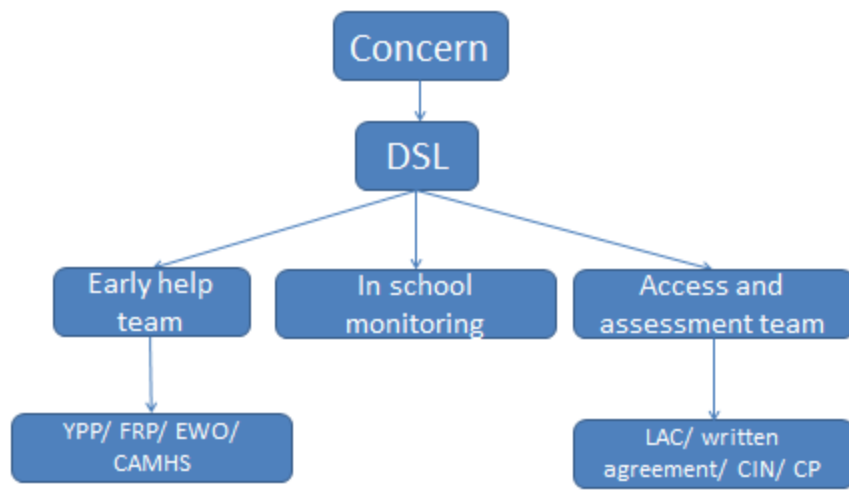 Concern
DSL
Early help
team
In school
monitoring
Access and
assessment team
YPP/ FRP/ EWO/
CAMHS
LAC/ written
agreement/ CIN/ CP